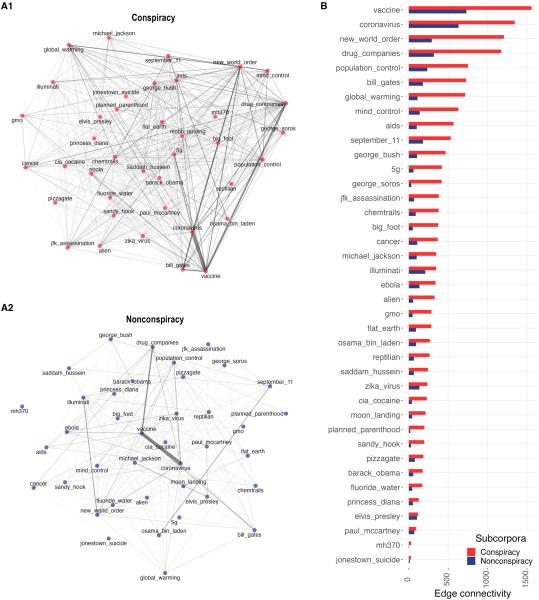 A1
Conspiracy
michael_jackson
global_warming
september_11
new_world_order
mind_control
illuminati
aids
george_bush
jonestown_suicide
planned_parenthood
drug_companies
gmo
elvis_presley
mh370
flat_earth
moon_landing
george_soros
princess_diana
big_foot
5g
cancer
cia_cocaine
chemtrails
population_control
ebola
saddam_hussein
barack_obama
reptilian
fluoride_water
pizzagate
sandy_hook
paul_mccartney
osama_bin_laden
coronavirus
zika_virus
jfk_assassination
alien
bill_gates
vaccine
A2
Nonconspiracy
george_bush
drug_companies
jfk_assassination
population_control
george_soros
saddam_hussein
pizzagate
barack_obama
september_11
princess_diana
illuminati
mh370
big_foot
zika_virus
reptilian
planned_parenthood
ebola
vaccine
gmo
aids
cia_cocaine
paul_mccartney
flat_earth
michael_jackson
coronavirus
mind_control
cancer
sandy_hook
moon_landing
chemtrails
fluoride_water
alien
elvis_presley
new_world_order
5g
osama_bin_laden
bill_gates
jonestown_suicide
global_warming
B
vaccine
coronavirus
new_world_order
drug_companies
population_control
bill_gates
global_warming
mind_control
aids
september_11
george_bush
5g
george_soros
jfk_assassination
chemtrails
big_foot
cancer
michael_jackson
illuminati
ebola
alien
gmo
flat_earth
osama_bin_laden
reptilian
saddam_hussein
zika_virus
cia_cocaine
moon_landing
planned_parenthood
sandy_hook
pizzagate
barack_obama
fluoride_water
princess_diana
elvis_presley
paul_mccartney
mh370
jonestown_suicide
Subcorpora
Conspiracy
Nonconspiracy
0
500
1000
1500
Edge connectivity